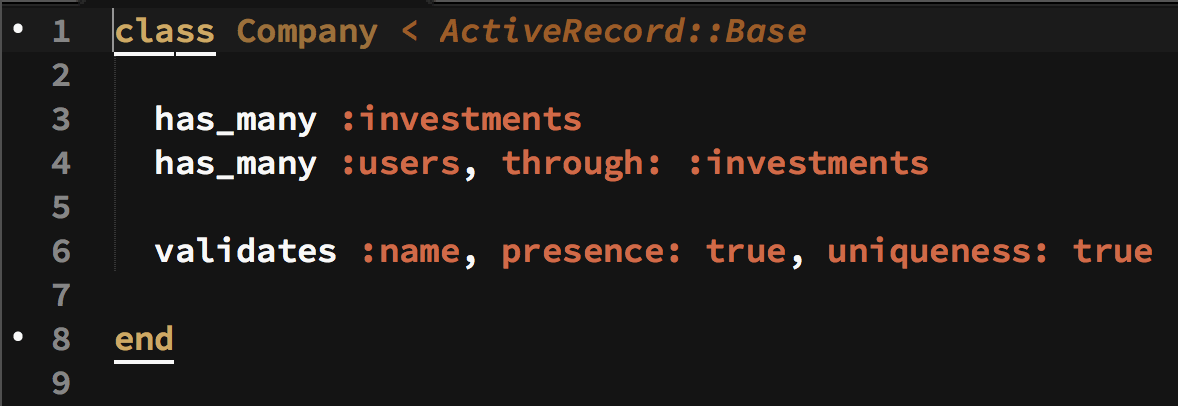 1 class Company < ActiveRecord::Base
2
3 has_many :investments
4 has_many :users, through: :investments
5
6 validates :name, presence: true, uniqueness: true
7
8 end
9